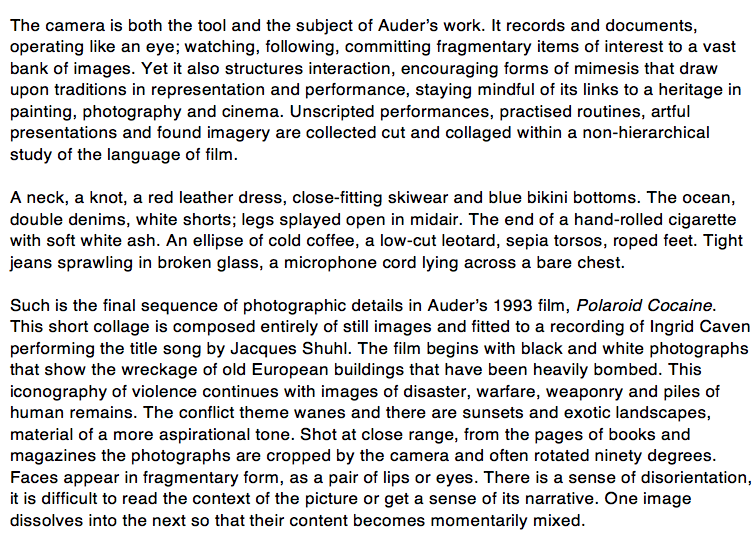 The camera is both the tool and the subject of Auder's work. It records and documents,
operating like an eye; watching, following, committing fragmentary items of interest to a vast
bank of images. Yet it also structures interaction, encouraging forms of mimesis that draw
upon traditions in representation and performance, staying mindful of its links to a heritage in
painting, photography and cinema. Unscripted performances, practised routines, artful
presentations and found imagery are collected cut and collaged within a non-hierarchical
study of the language of film.

A neck, a knot, a red leather dress, close-fitting skiwear and blue bikini bottoms. The ocean,
double denims, white shorts; legs splayed open in midair. The end of a hand-rolled cigarette
with soft white ash. An ellipse of cold coffee, a low-cut leotard, sepia torsos, roped feet. Tight
jeans sprawling in broken glass, a microphone cord lying across a bare chest.

Such is the final sequence of photographic details in Auder's 1993 film, Polaroid Cocaine.
This short collage is composed entirely of still images and fitted to a recording of Ingrid Caven
performing the title song by Jacques Shuhl. The film begins with black and white photographs
that show the wreckage of old European buildings that have been heavily bombed. This
iconography of violence continues with images of disaster, warfare, weaponry and piles of
human remains. The conflict theme wanes and there are sunsets and exotic landscapes,
material of a more aspirational tone. Shot at close range, from the pages of books and
magazines the photographs are cropped by the camera and often rotated ninety degrees.
Faces appear in fragmentary form, as a pair of lips or eyes. There is a sense of disorientation,
it is difficult to read the context of the picture or get a sense of its narrative. One image
dissolves into the next so that their content becomes momentarily mixed.